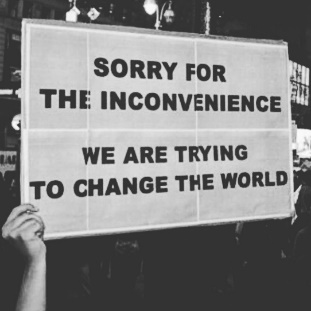 SORRY FOR
THE INCONVENIENCE
WE ARE TRYING
TO CHANGE THE WORLD